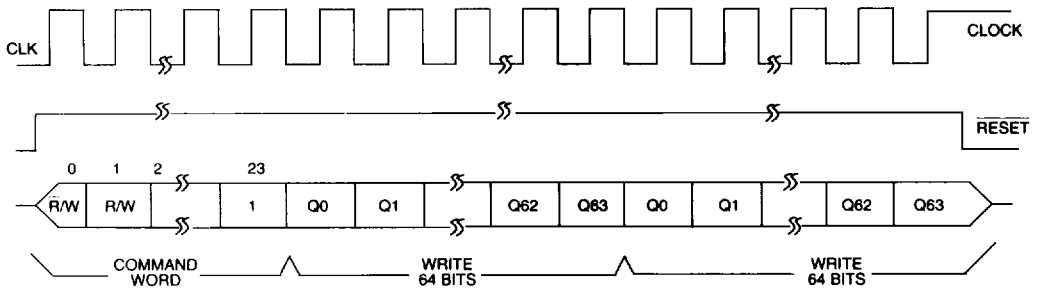 CLK
CLOCK
RESET
0 1 2 23
R/W R/W 1 Q0 Q1 Q62 Q63 Q0 Q1 Q62 Q63
COMMAND
WORD
WRITE
64 BITS
WRITE
64 BITS